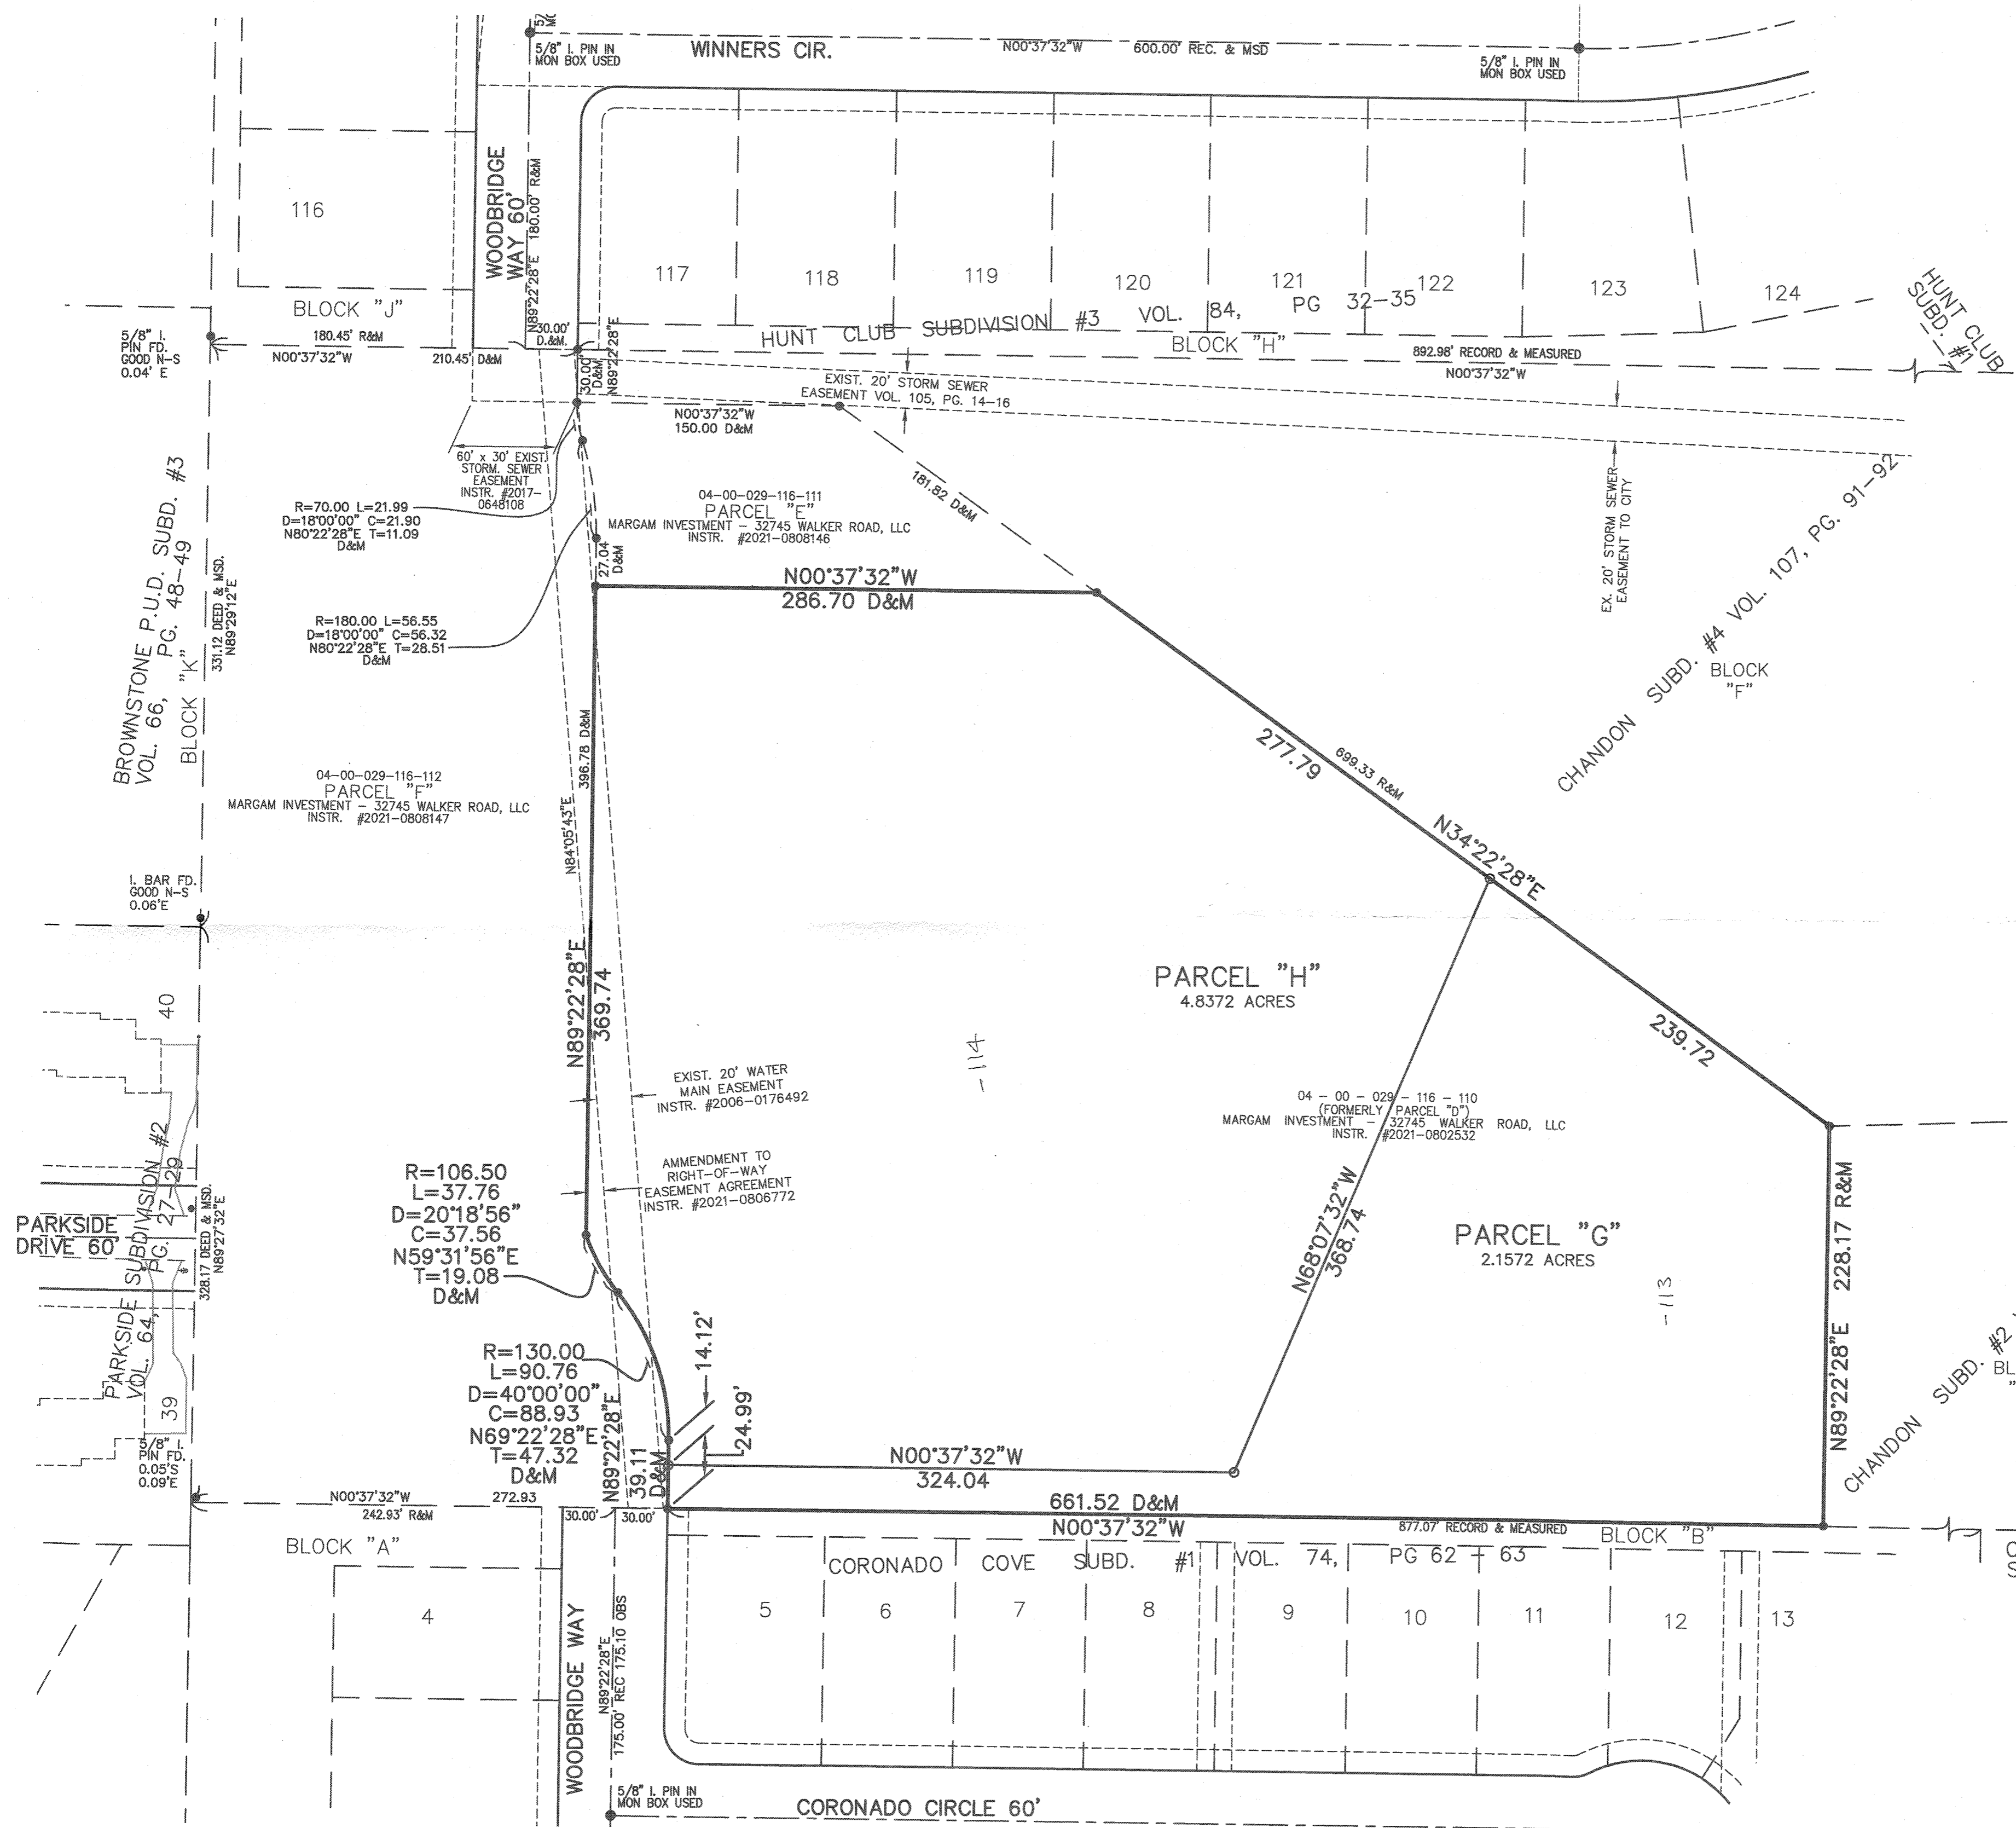 5/8" I. PIN IN
MON BOX USED
WINNERS CIR.
N00°37'32"W 600.00' REC. & MSD
5/8" I. PIN IN
MON BOX USED
WOODBRIDGE
WAY 60'
N89°22'28"E 180.00' R&M
116
117
118
119
120
121
122
123
124
BLOCK "J"
HUNT CLUB SUBDIVISION #3 VOL. 84, PG 32-35
BLOCK "H"
HUNT CLUB
SUBD. #1
5/8" I.
PIN FD.
GOOD N-S
0.04' E
180.45' R&M
N00°37'32"W
210.45' D&M
30.00'
D.&M.
30.00'
D&M
N89°22'28"E
892.98' RECORD & MEASURED
N00°37'32"W
EXIST. 20' STORM SEWER
EASEMENT VOL. 105, PG. 14-16
N00°37'32"W
150.00 D&M
60' x 30' EXIST.
STORM. SEWER
EASEMENT
INSTR. #2017-
0648108
181.82 D&M
EX. 20' STORM SEWER
EASEMENT TO CITY
R=70.00 L=21.99
D=18°00'00" C=21.90
N80°22'28"E T=11.09
D&M
04-00-029-116-111
PARCEL "E"
MARGAM INVESTMENT - 32745 WALKER ROAD, LLC
INSTR. #2021-0808146
27.04
D&M
N00°37'32"W
286.70 D&M
R=180.00 L=56.55
D=18°00'00" C=56.32
N80°22'28"E T=28.51
D&M
BROWNSTONE P.U.D. SUBD. #3
VOL. 66, PG. 48-49
BLOCK "K"
331.12 DEED & MSD.
N89°29'12"E
CHANDON SUBD. #4 VOL. 107, PG. 91-92
BLOCK
"F"
04-00-029-116-112
PARCEL "F"
MARGAM INVESTMENT - 32745 WALKER ROAD, LLC
INSTR. #2021-0808147
N84°05'43"E
396.78 D&M
277.79
699.33 R&M
N34°22'28"E
239.72
I. BAR FD.
GOOD N-S
0.06'E
N89°22'28"E
369.74
PARCEL "H"
4.8372 ACRES
-114
40
EXIST. 20' WATER
MAIN EASEMENT
INSTR. #2006-0176492
04 - 00 - 029 - 116 - 110
(FORMERLY PARCEL "D")
MARGAM INVESTMENT - 32745 WALKER ROAD, LLC
INSTR. #2021-0802532
AMMENDMENT TO
RIGHT-OF-WAY
EASEMENT AGREEMENT
INSTR. #2021-0806772
R=106.50
L=37.76
D=20°18'56"
C=37.56
N59°31'56"E
T=19.08
D&M
PARKSIDE
DRIVE 60'
PARKSIDE SUBDIVISION #2
VOL. 64, PG. 27-29
328.17 DEED & MSD.
N89°27'32"E
N68°07'32"W
368.74
PARCEL "G"
2.1572 ACRES
-113
N89°22'28"E 228.17 R&M
CHANDON SUBD. #2
39
R=130.00
L=90.76
D=40°00'00"
C=88.93
N69°22'28"E
T=47.32
D&M
14.12'
24.99'
N89°22'28"E
39.11
D&M
N00°37'32"W
324.04
5/8" I.
PIN FD.
0.05'S
0.09'E
N00°37'32"W
272.93
242.93' R&M
30.00'
30.00'
661.52 D&M
N00°37'32"W
877.07' RECORD & MEASURED
BLOCK "B"
BLOCK "A"
CORONADO COVE SUBD. #1 VOL. 74, PG 62 - 63
4
5
6
7
8
9
10
11
12
13
WOODBRIDGE WAY
N89°22'28"E
175.00' REC 175.10 OBS
5/8" I. PIN IN
MON BOX USED
CORONADO CIRCLE 60'